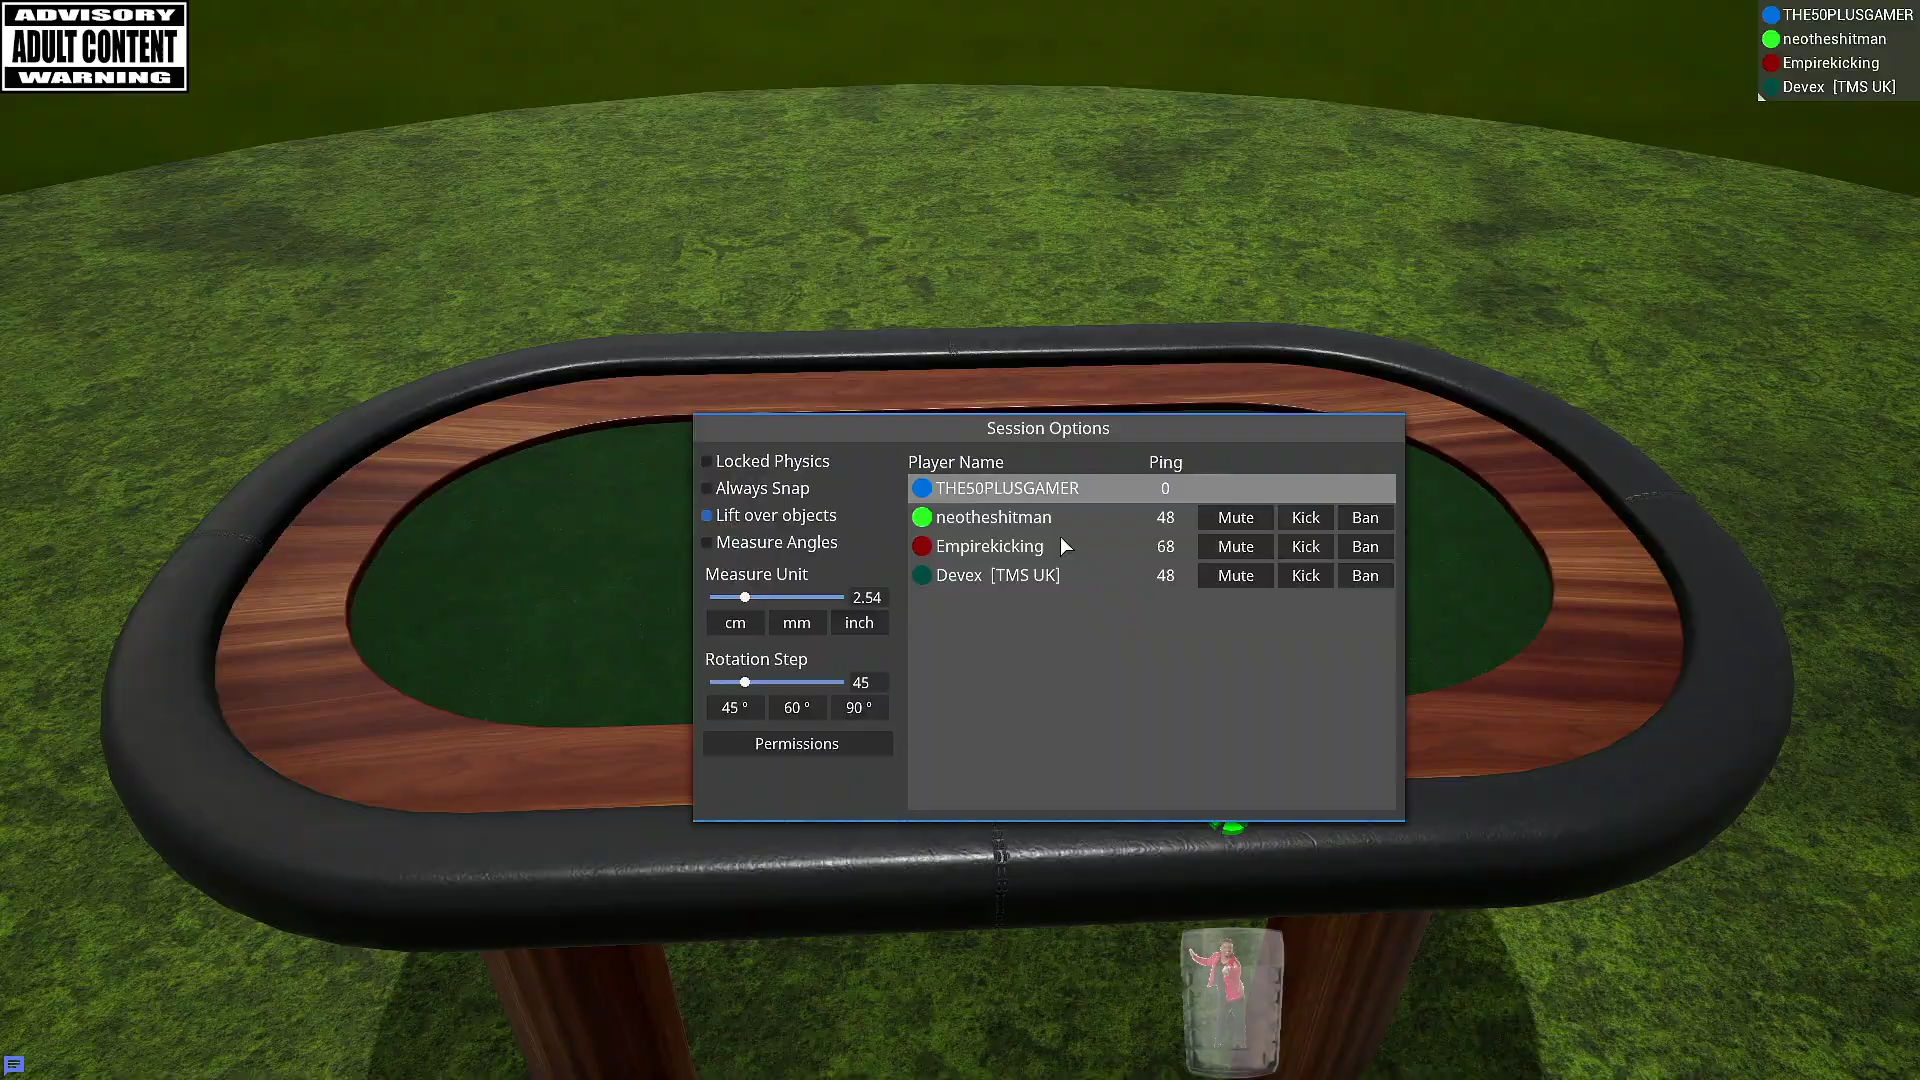 ADVISORY
ADULT CONTENT
WARNING
THE50PLUSGAMER
neotheshitman
Empirekicking
Devex [TMS UK]
Session Options
Locked Physics
Always Snap
Lift over objects
Measure Angles
Measure Unit
2.54
cm mm inch
Rotation Step
45
45 º 60 º 90 º
Permissions
Player Name Ping
THE50PLUSGAMER 0
neotheshitman 48 Mute Kick Ban
Empirekicking 68 Mute Kick Ban
Devex [TMS UK] 48 Mute Kick Ban